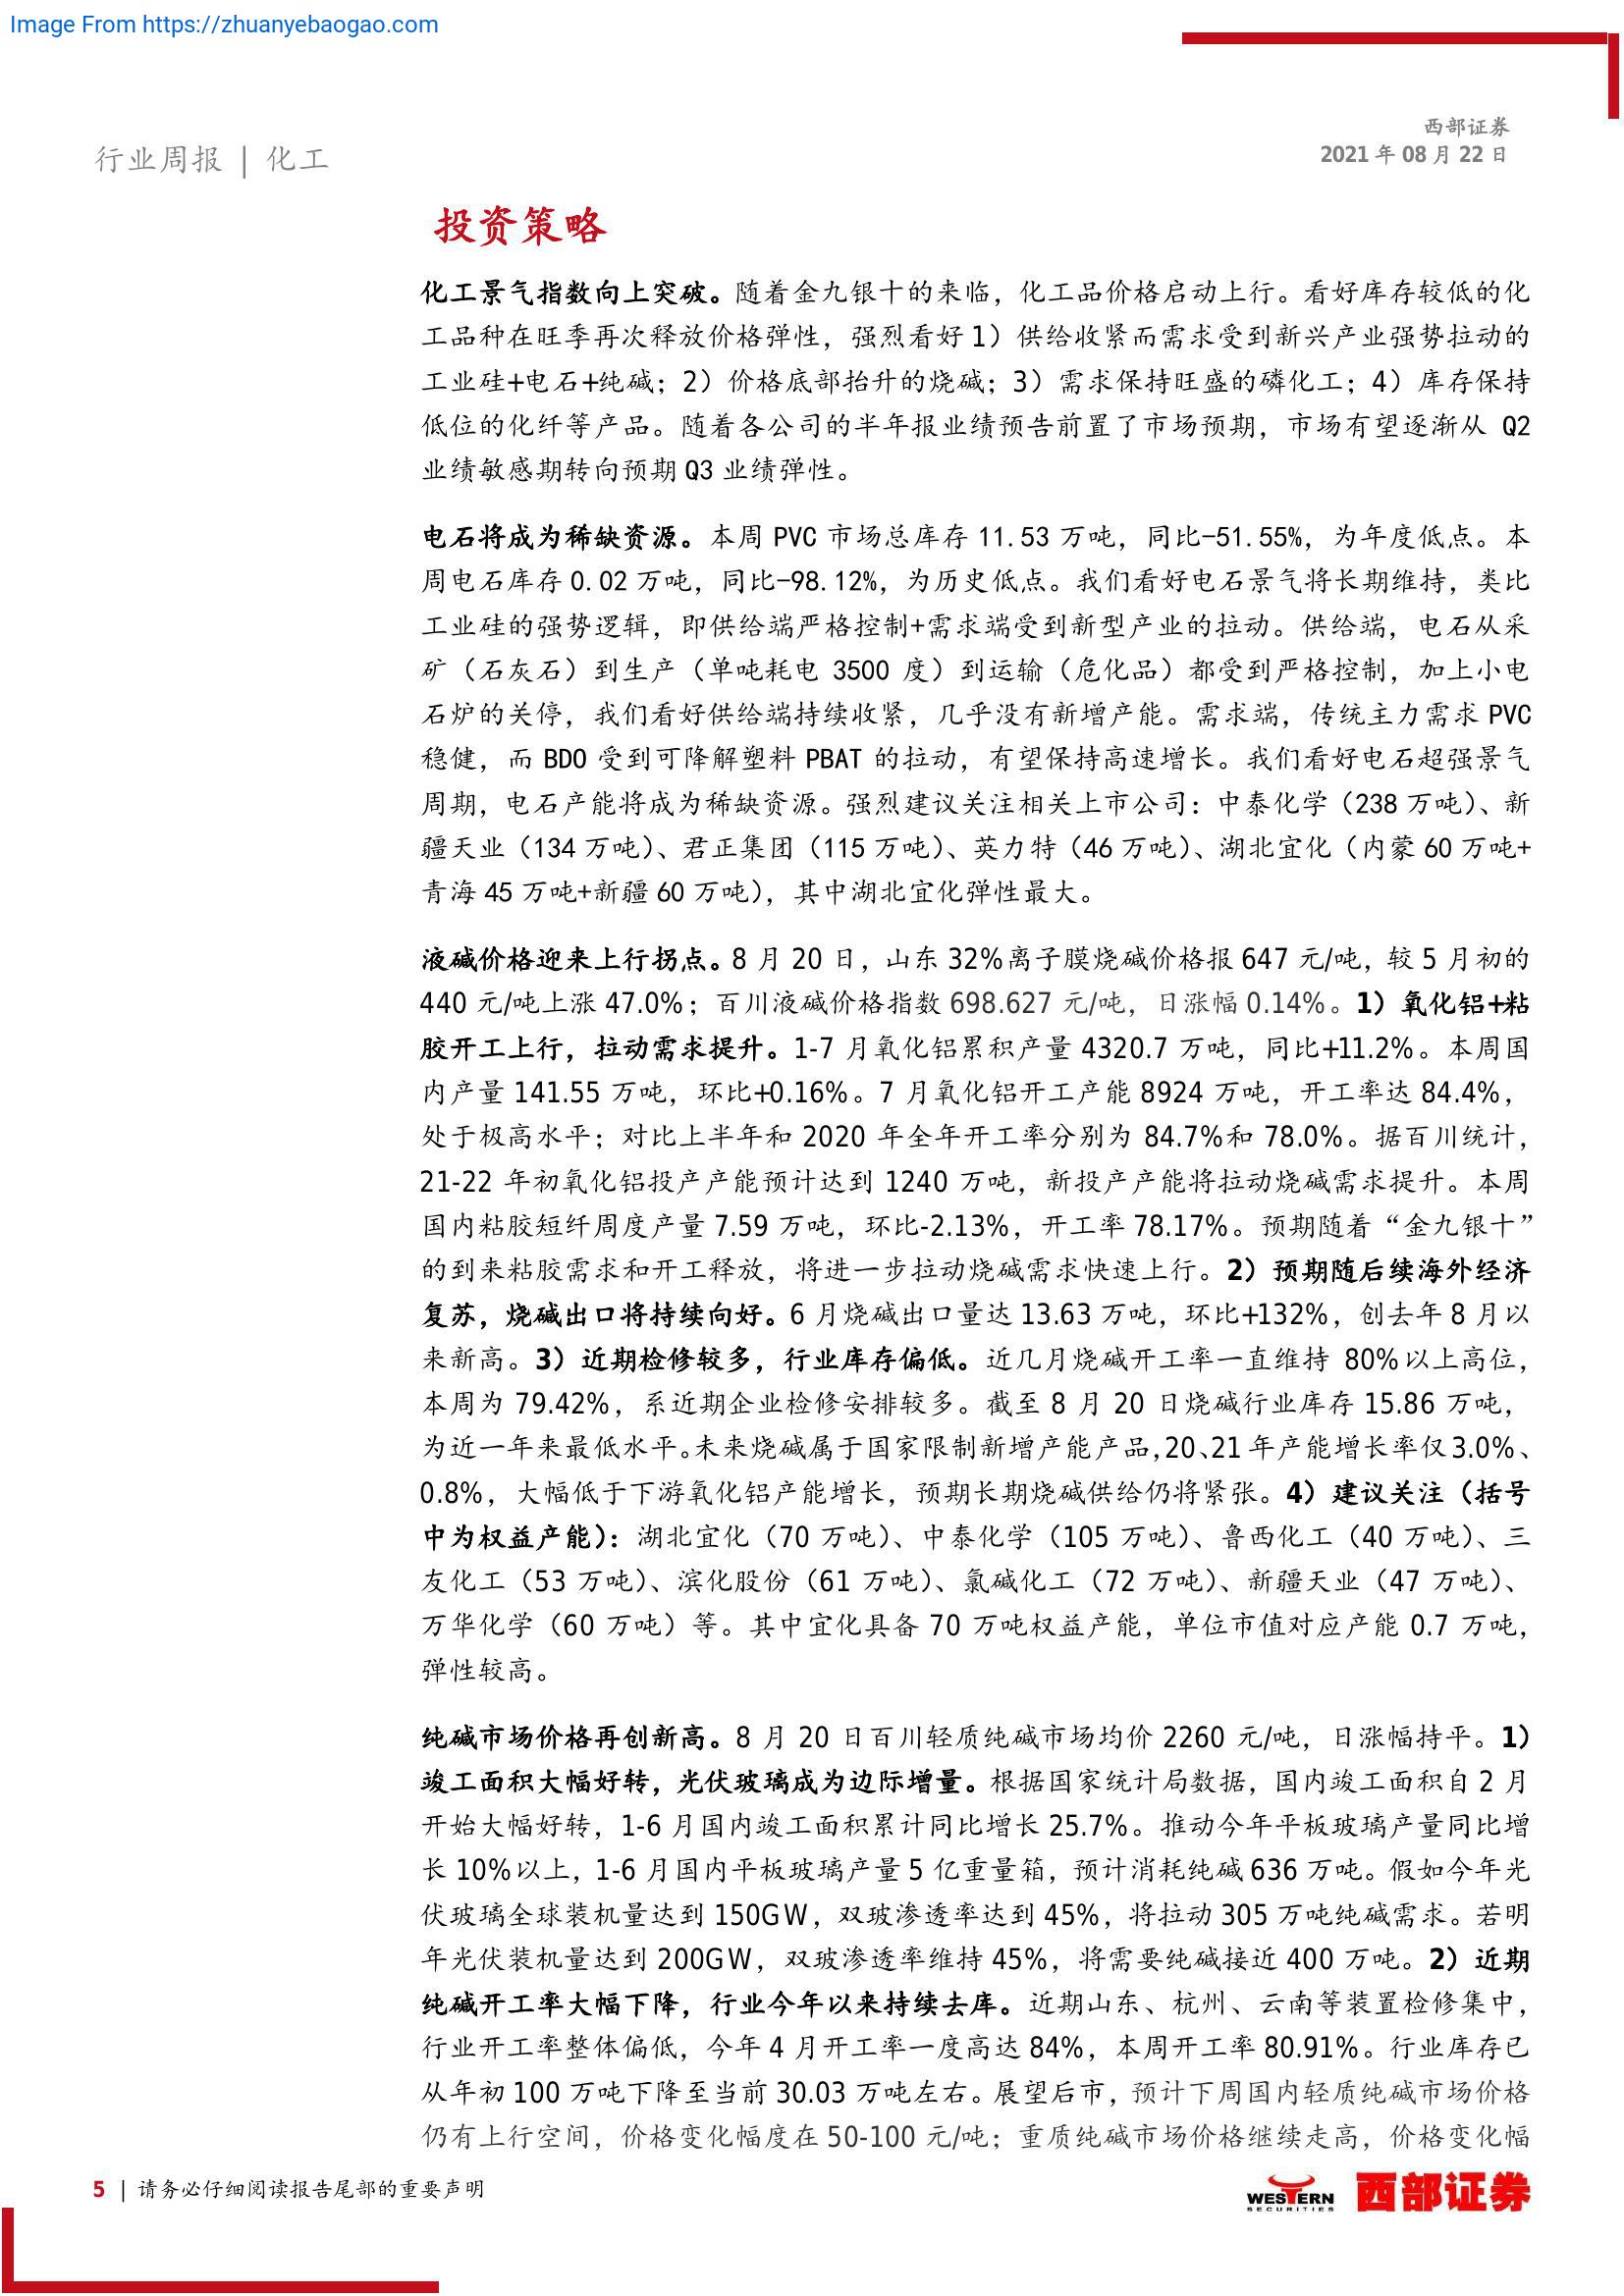 Image From https://zhuanyebaogao.com
西部证券
2021 年 08 月 22 日
行业周报 | 化工
投资策略
化工景气指数向上突破。随着金九银十的来临，化工品价格启动上行。看好库存较低的化
工品种在旺季再次释放价格弹性，强烈看好 1）供给收紧而需求受到新兴产业强势拉动的
工业硅+电石+纯碱；2）价格底部抬升的烧碱；3）需求保持旺盛的磷化工；4）库存保持
低位的化纤等产品。随着各公司的半年报业绩预告前置了市场预期，市场有望逐渐从 Q2
业绩敏感期转向预期 Q3 业绩弹性。
电石将成为稀缺资源。本周 PVC 市场总库存 11.53 万吨，同比-51.55%，为年度低点。本
周电石库存 0.02 万吨，同比-98.12%，为历史低点。我们看好电石景气将长期维持，类比
工业硅的强势逻辑，即供给端严格控制+需求端受到新型产业的拉动。供给端，电石从采
矿（石灰石）到生产（单吨耗电 3500 度）到运输（危化品）都受到严格控制，加上小电
石炉的关停，我们看好供给端持续收紧，几乎没有新增产能。需求端，传统主力需求 PVC
稳健，而 BDO 受到可降解塑料 PBAT 的拉动，有望保持高速增长。我们看好电石超强景气
周期，电石产能将成为稀缺资源。强烈建议关注相关上市公司：中泰化学（238 万吨）、新
疆天业（134 万吨）、君正集团（115 万吨）、英力特（46 万吨）、湖北宜化（内蒙 60 万吨+
青海 45 万吨+新疆 60 万吨），其中湖北宜化弹性最大。
液碱价格迎来上行拐点。8 月 20 日，山东 32%离子膜烧碱价格报 647 元/吨，较 5 月初的
440 元/吨上涨 47.0%；百川液碱价格指数 698.627 元/吨，日涨幅 0.14%。1）氧化铝+粘
胶开工上行，拉动需求提升。1-7 月氧化铝累积产量 4320.7 万吨，同比+11.2%。本周国
内产量 141.55 万吨，环比+0.16%。7 月氧化铝开工产能 8924 万吨，开工率达 84.4%，
处于极高水平；对比上半年和 2020 年全年开工率分别为 84.7%和 78.0%。据百川统计，
21-22 年初氧化铝投产产能预计达到 1240 万吨，新投产产能将拉动烧碱需求提升。本周
国内粘胶短纤周度产量 7.59 万吨，环比-2.13%，开工率 78.17%。预期随着“金九银十”
的到来粘胶需求和开工释放，将进一步拉动烧碱需求快速上行。2）预期随后续海外经济
复苏，烧碱出口将持续向好。6 月烧碱出口量达 13.63 万吨，环比+132%，创去年 8 月以
来新高。3）近期检修较多，行业库存偏低。近几月烧碱开工率一直维持 80%以上高位，
本周为 79.42%，系近期企业检修安排较多。截至 8 月 20 日烧碱行业库存 15.86 万吨，
为近一年来最低水平。未来烧碱属于国家限制新增产能产品，20、21 年产能增长率仅 3.0%、
0.8%，大幅低于下游氧化铝产能增长，预期长期烧碱供给仍将紧张。4）建议关注（括号
中为权益产能）：湖北宜化（70 万吨）、中泰化学（105 万吨）、鲁西化工（40 万吨）、三
友化工（53 万吨）、滨化股份（61 万吨）、氯碱化工（72 万吨）、新疆天业（47 万吨）、
万华化学（60 万吨）等。其中宜化具备 70 万吨权益产能，单位市值对应产能 0.7 万吨，
弹性较高。
纯碱市场价格再创新高。8 月 20 日百川轻质纯碱市场均价 2260 元/吨，日涨幅持平。1）
竣工面积大幅好转，光伏玻璃成为边际增量。根据国家统计局数据，国内竣工面积自 2 月
开始大幅好转，1-6 月国内竣工面积累计同比增长 25.7%。推动今年平板玻璃产量同比增
长 10%以上，1-6 月国内平板玻璃产量 5 亿重量箱，预计消耗纯碱 636 万吨。假如今年光
伏玻璃全球装机量达到 150GW，双玻渗透率达到 45%，将拉动 305 万吨纯碱需求。若明
年光伏装机量达到 200GW，双玻渗透率维持 45%，将需要纯碱接近 400 万吨。2）近期
纯碱开工率大幅下降，行业今年以来持续去库。近期山东、杭州、云南等装置检修集中，
行业开工率整体偏低，今年 4 月开工率一度高达 84%，本周开工率 80.91%。行业库存已
从年初 100 万吨下降至当前 30.03 万吨左右。展望后市，预计下周国内轻质纯碱市场价格
仍有上行空间，价格变化幅度在 50-100 元/吨；重质纯碱市场价格继续走高，价格变化幅
5 | 请务必仔细阅读报告尾部的重要声明
WESTERN
SECURITIES
西部证券